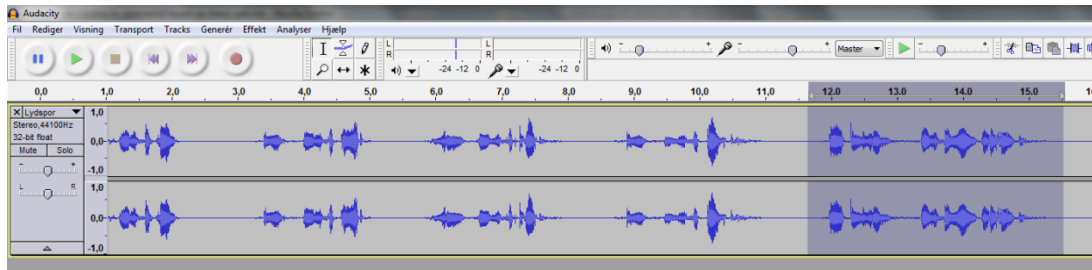 Audacity
Fil Rediger Visning Transport Tracks Generér Effekt Analyser Hjælp
L
R
-24 -12 0
L
R
-24 -12 0
- +
- +
Master
- +
0,0 1,0 2,0 3,0 4,0 5,0 6,0 7,0 8,0 9,0 10,0 11,0 12,0 13,0 14,0 15,0
X Lydspor
Stereo,44100Hz
32-bit float
Mute Solo
- +
L R
1,0
0,0
-1,0
1,0
0,0
-1,0